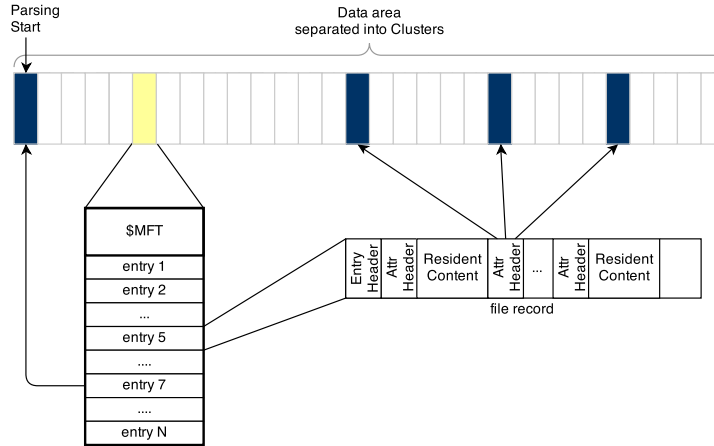 Parsing
Start
Data area
separated into Clusters
$MFT
entry 1
entry 2
...
entry 5
....
entry 7
....
entry N
Entry
Header
Attr
Header
Resident
Content
Attr
Header
...
Attr
Header
Resident
Content
file record